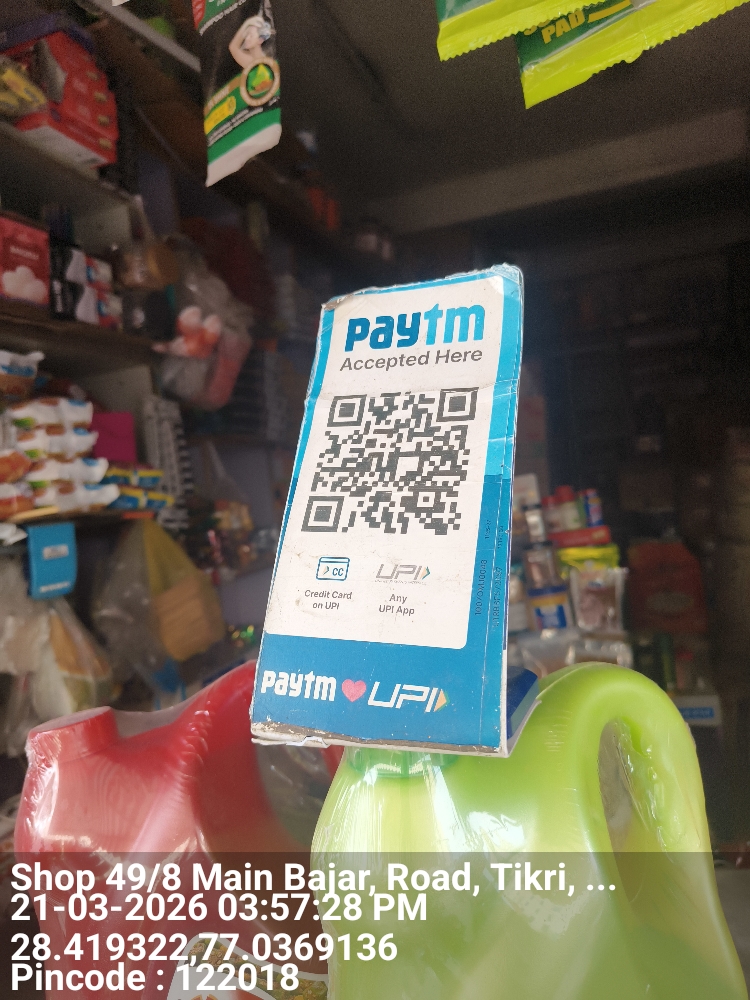 PAD
paytm
Accepted Here
CC
UPI
Credit Card
on UPI
Any
UPI App
paytm ❤ UPI
Shop 49/8 Main Bajar, Road, Tikri, ...
21-03-2026 03:57:28 PM
28.419322,77.0369136
Pincode : 122018